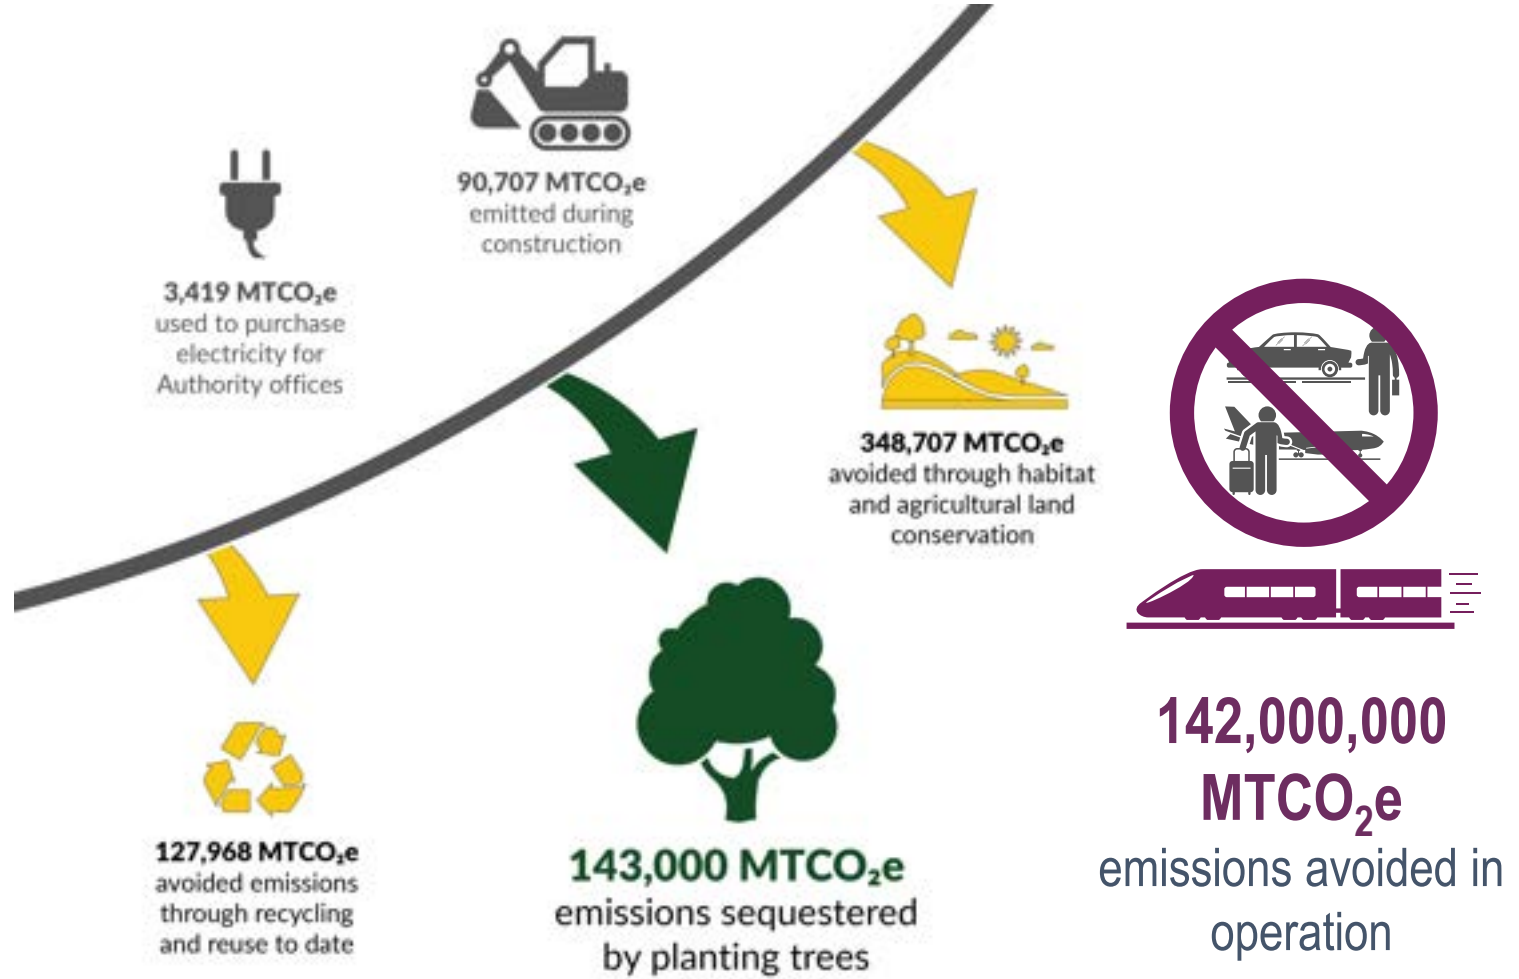 90,707 MTCO₂e
emitted during
construction
3,419 MTCO₂e
used to purchase
electricity for
Authority offices
348,707 MTCO₂e
avoided through habitat
and agricultural land
conservation
127,968 MTCO₂e
avoided emissions
through recycling
and reuse to date
143,000 MTCO₂e
emissions sequestered
by planting trees
142,000,000
MTCO₂e
emissions avoided in
operation